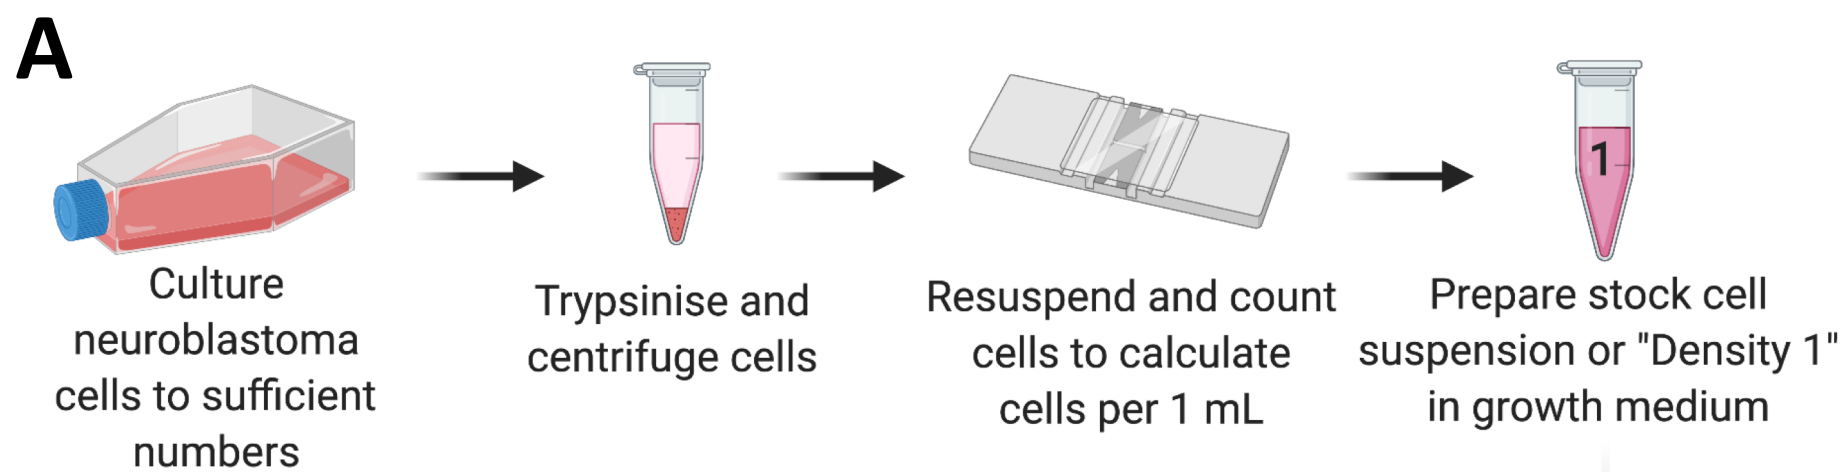 A
Culture
neuroblastoma
cells to sufficient
numbers
Trypsinise and
centrifuge cells
Resuspend and count
cells to calculate
cells per 1 mL
1
Prepare stock cell
suspension or "Density 1"
in growth medium